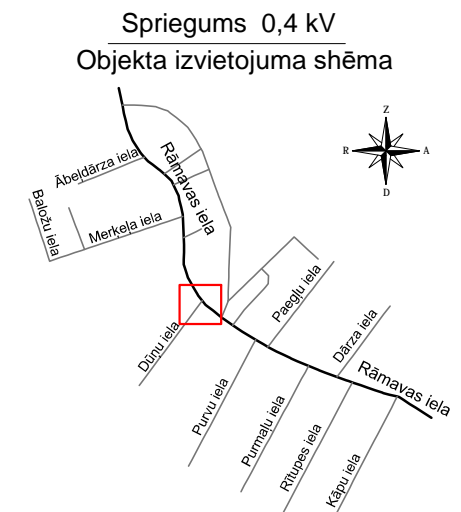 Spriegums 0,4 kV
Objekta izvietojuma shēma
Z
R
A
D
Ābeļdārza iela
Rāmavas iela
Baložu iela
Merķeļa iela
Dūņu iela
Paegļu iela
Dārza iela
Rāmavas iela
Purvu iela
Purmaļu iela
Rītupes iela
Kāpu iela